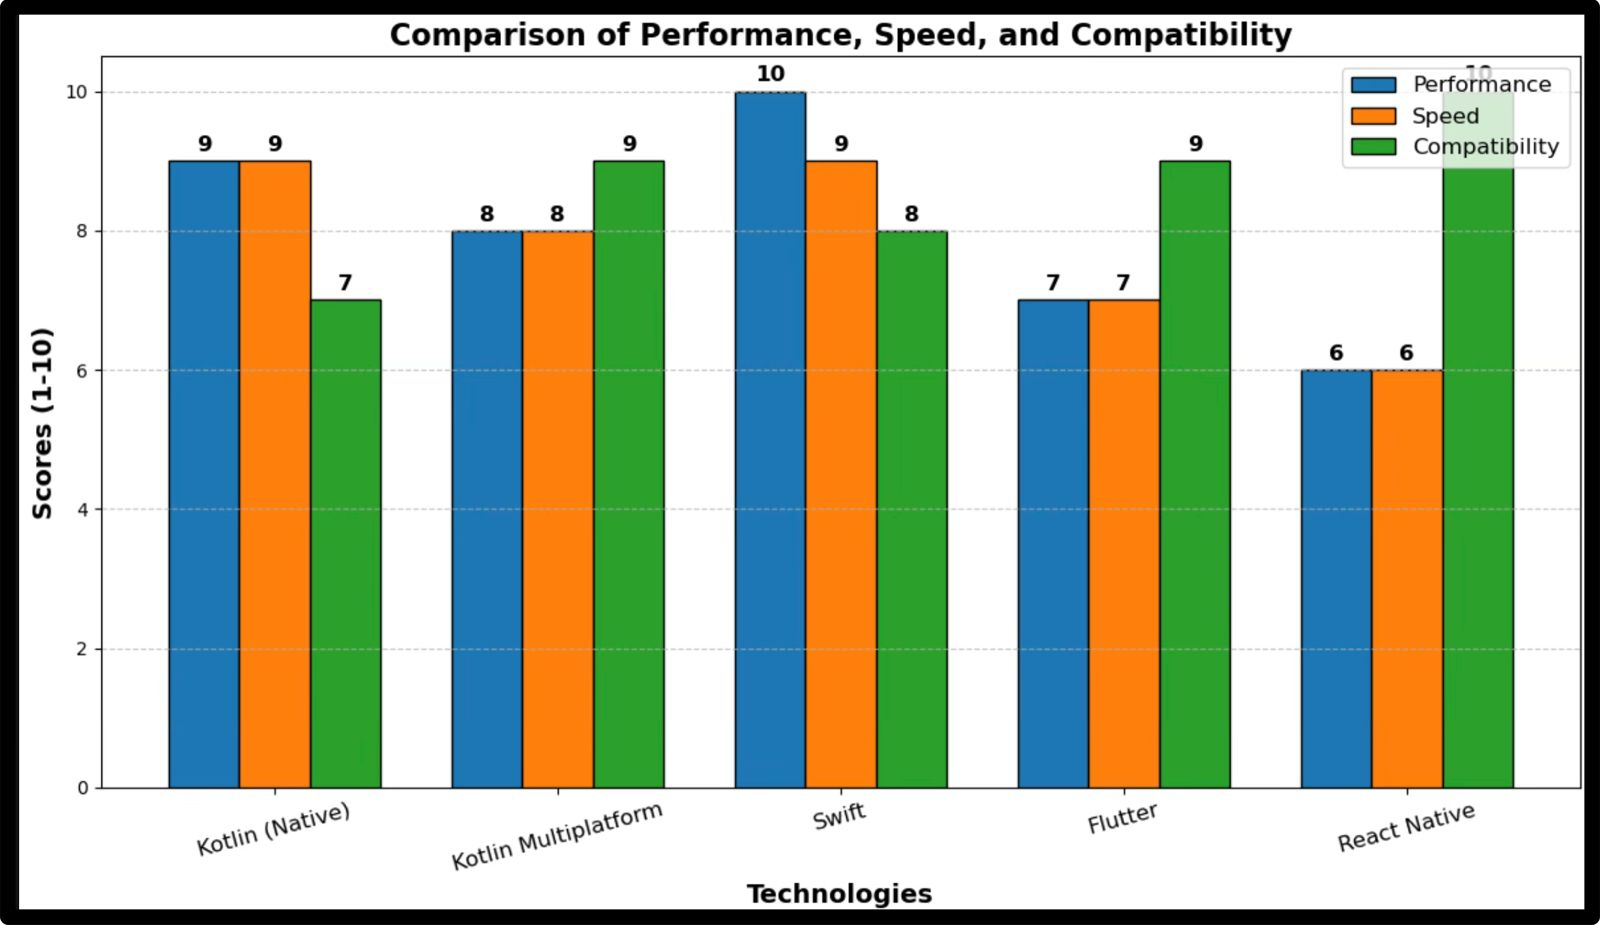 Comparison of Performance, Speed, and Compatibility
10
10
Performance
Speed
Compatibility
9 9 9 9 9
8 8 8
7 7 7
6 6
Scores (1-10)
10
8
6
4
2
0
Kotlin (Native) Kotlin Multiplatform Swift Flutter React Native
Technologies